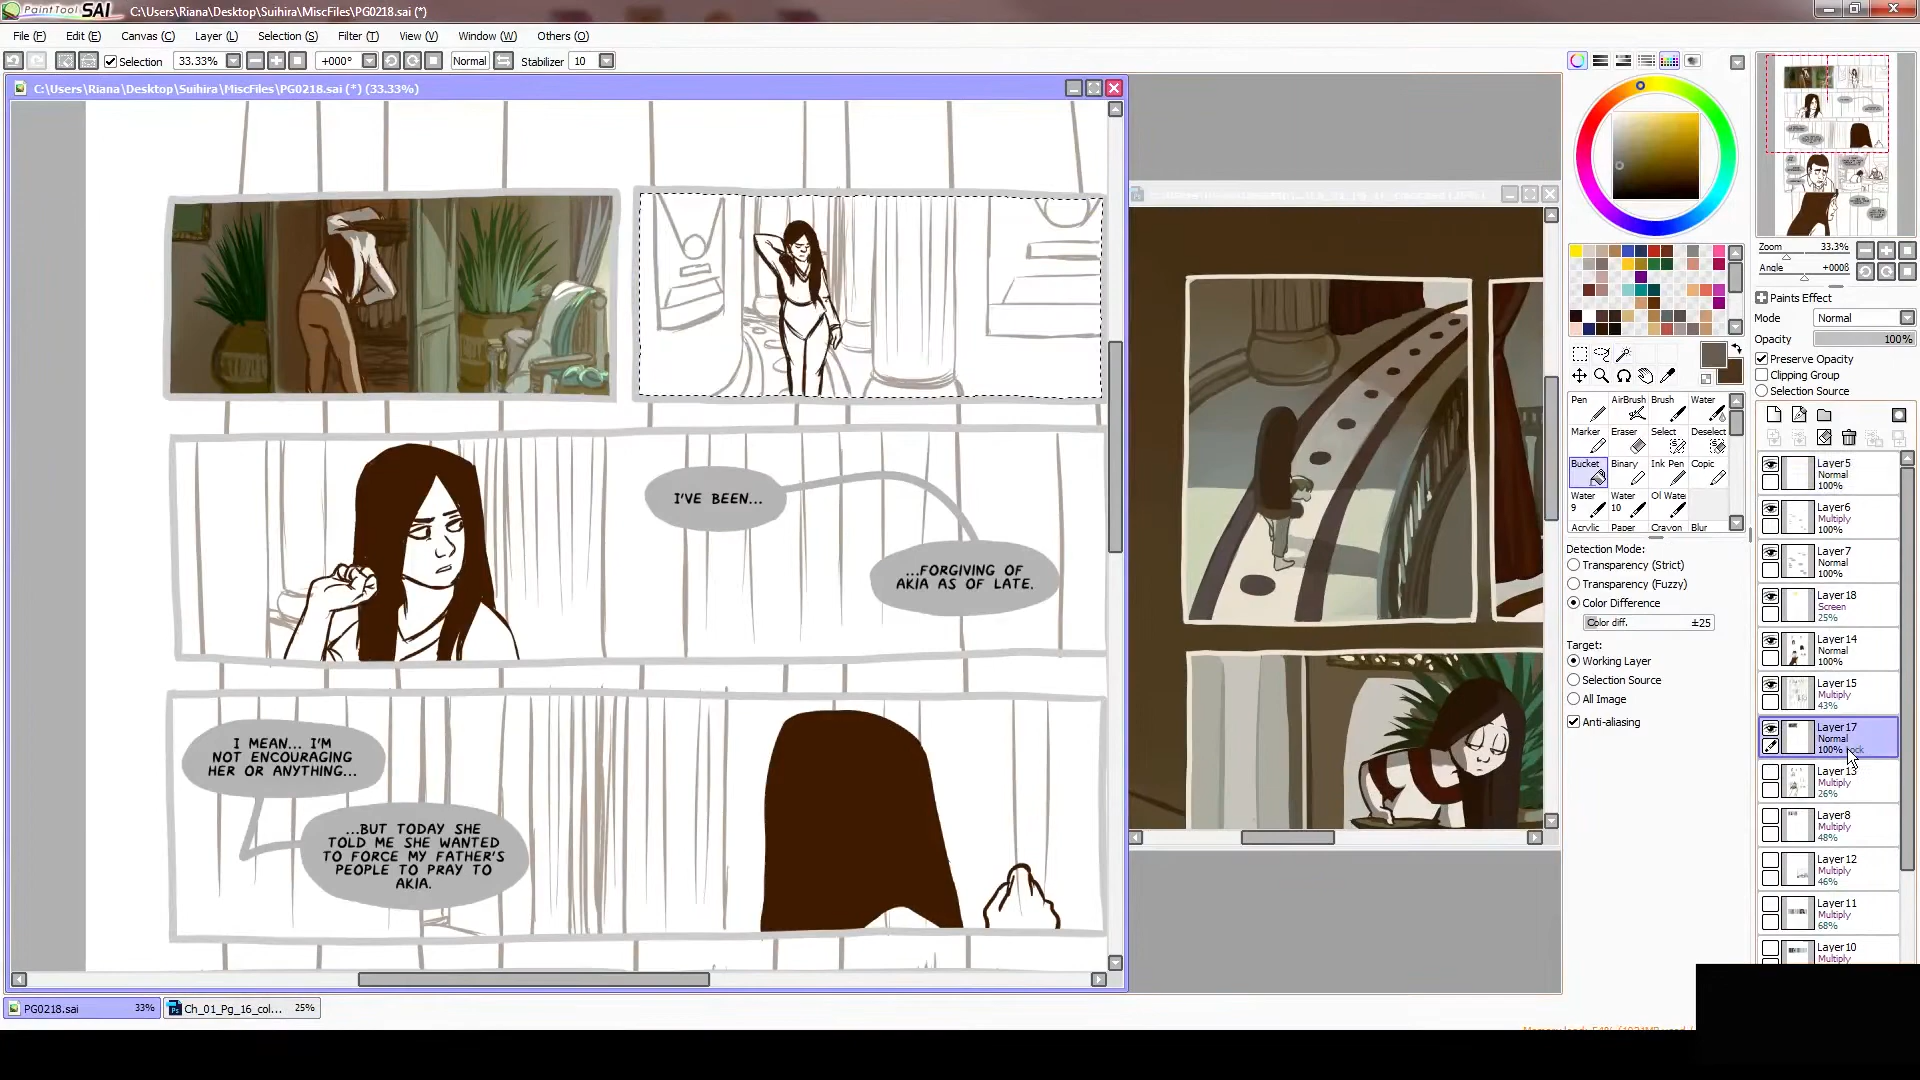 PaintTool SAI C:\Users\Riana\Desktop\Suihira\MiscFiles\PG0218.sai (*)
File (F) Edit (E) Canvas (C) Layer (L) Selection (S) Filter (T) View (V) Window (W) Others (O)
Selection 33.33% +000° Normal Stabilizer 10
C:\Users\Riana\Desktop\Suihira\MiscFiles\PG0218.sai (*) (33.33%)
I'VE BEEN...
...FORGIVING OF
AKIA AS OF LATE.
I MEAN... I'M
NOT ENCOURAGING
HER OR ANYTHING...
...BUT TODAY SHE
TOLD ME SHE WANTED
TO FORCE MY FATHER'S
PEOPLE TO PRAY TO
AKIA.
PG0218.sai 33% Ch_01_Pg_16_col... 25%
Pen AirBrush Brush Water
Marker Eraser Select Deselect
Bucket Binary Ink Pen Copic
Water 9 Water 10 Ol Wate
Acrylic Paper Crayon Blur
Detection Mode:
Transparency (Strict)
Transparency (Fuzzy)
Color Difference
Color diff. ±25
Target:
Working Layer
Selection Source
All Image
Anti-aliasing
Zoom 33.3%
Angle +000ß
Paints Effect
Mode Normal
Opacity 100%
Preserve Opacity
Clipping Group
Selection Source
Layer5
Normal
100%
Layer6
Multiply
100%
Layer7
Normal
100%
Layer18
Screen
25%
Layer14
Normal
100%
Layer15
Multiply
43%
Layer17
Normal
100% Lock
Layer13
Multiply
26%
Layer8
Multiply
48%
Layer12
Multiply
46%
Layer11
Multiply
68%
Layer10
Multiply